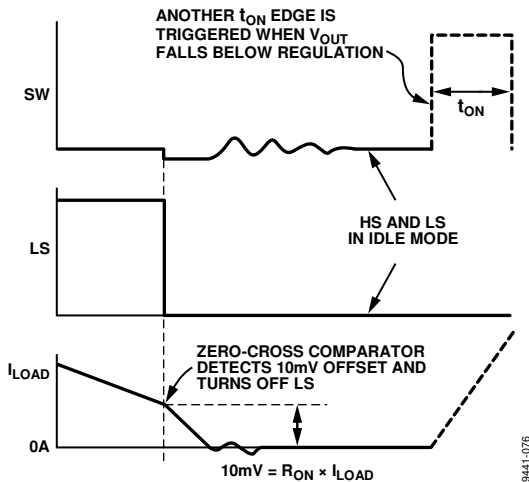 ANOTHER tON EDGE IS
TRIGGERED WHEN VOUT
FALLS BELOW REGULATION
SW
tON
HS AND LS
IN IDLE MODE
LS
ZERO-CROSS COMPARATOR
DETECTS 10mV OFFSET AND
TURNS OFF LS
ILOAD
0A
10mV = RON × ILOAD
9441-076